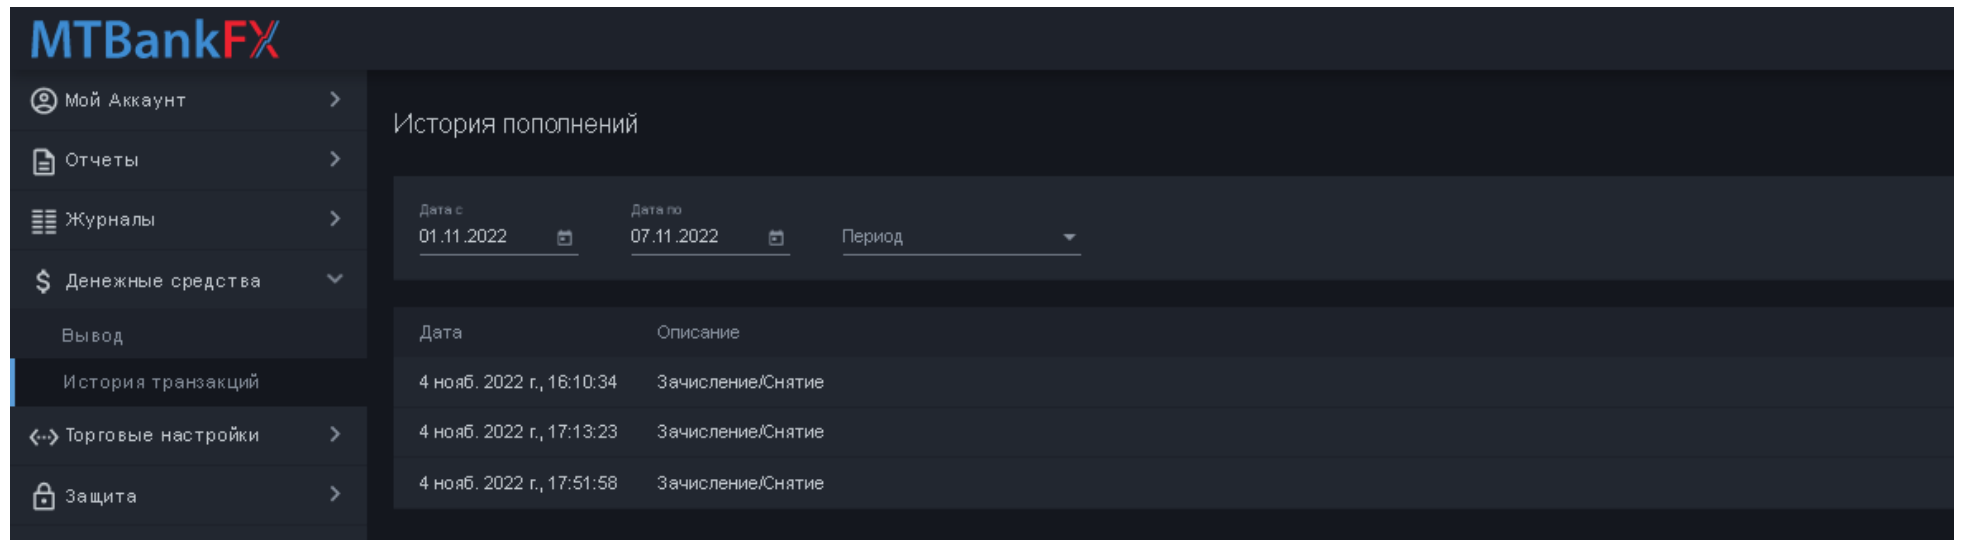 MTBankFX
Мой Аккаунт
Отчеты
Журналы
Денежные средства
Вывод
История транзакций
Торговые настройки
Защита
История пополнений
Дата с
Дата по
01.11.2022
07.11.2022
Период
Дата Описание
4 нояб. 2022 г., 16:10:34 Зачисление/Снятие
4 нояб. 2022 г., 17:13:23 Зачисление/Снятие
4 нояб. 2022 г., 17:51:58 Зачисление/Снятие